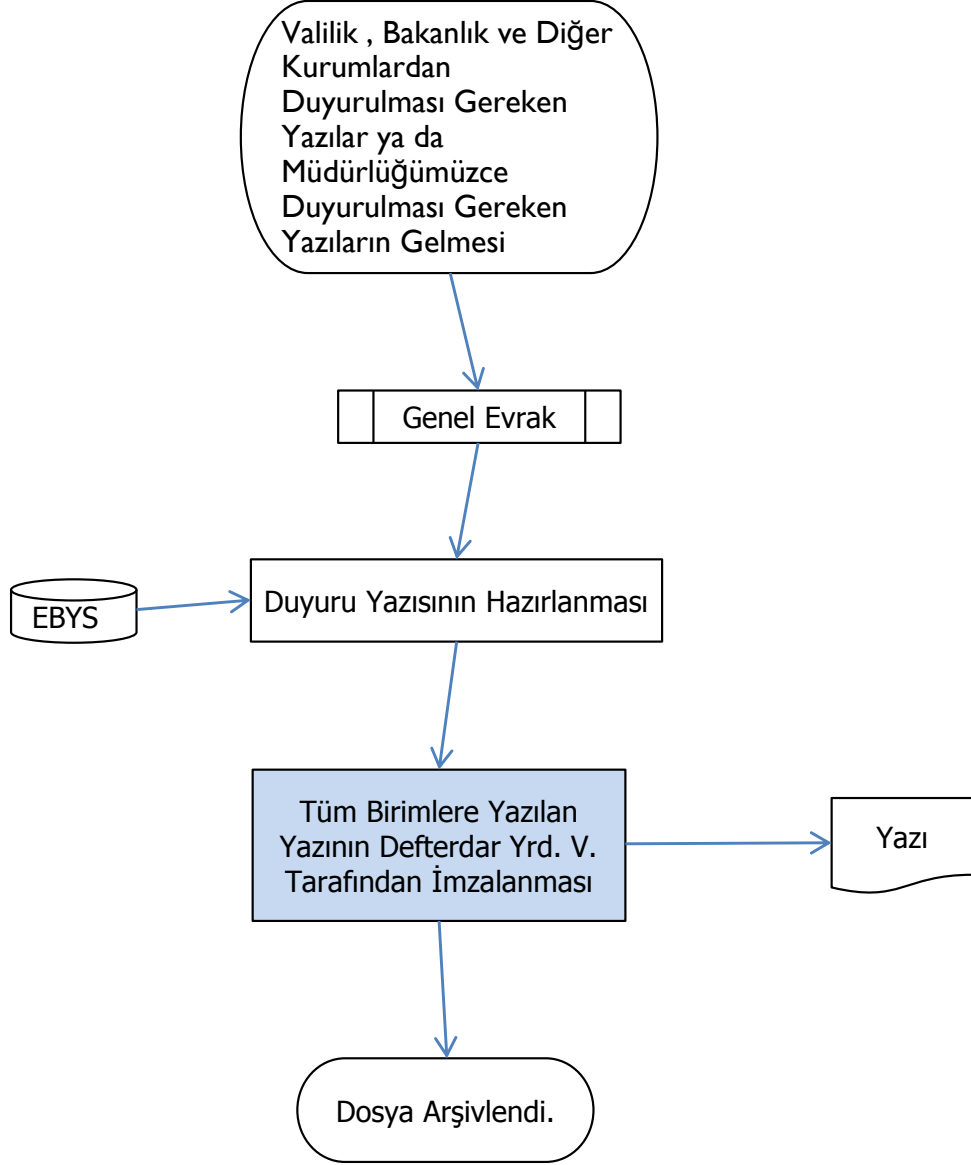 Valilik , Bakanlık ve Diğer
Kurumlardan
Duyurulması Gereken
Yazılar ya da
Müdürlüğümüzce
Duyurulması Gereken
Yazıların Gelmesi
Genel Evrak
EBYS
Duyuru Yazısının Hazırlanması
Tüm Birimlere Yazılan
Yazının Defterdar Yrd. V.
Tarafından İmzalanması
Yazı
Dosya Arşivlendi.